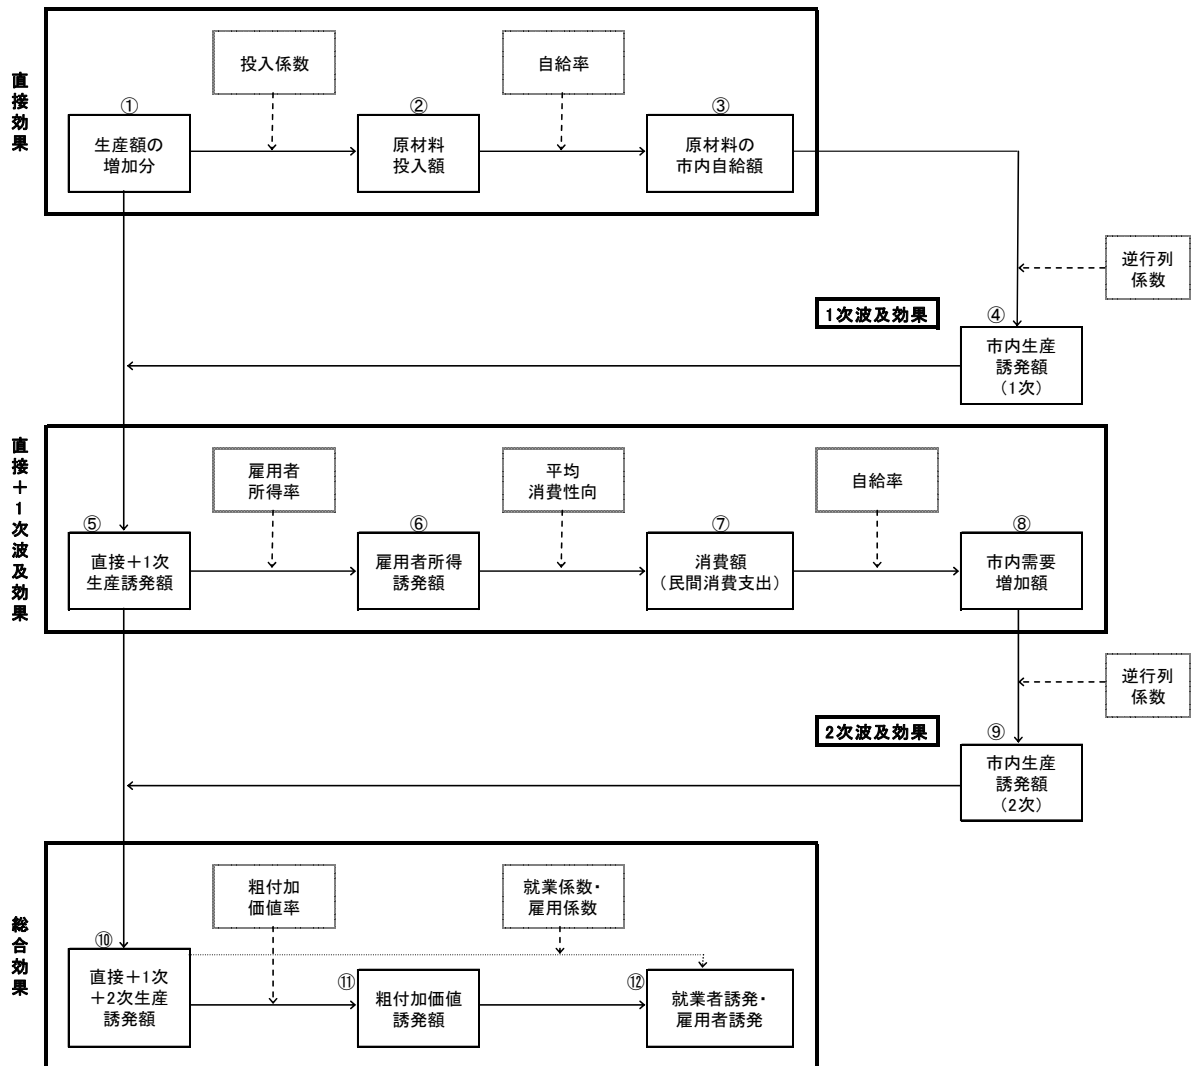 直接効果
投入係数
自給率
①
生産額の
増加分
②
原材料
投入額
③
原材料の
市内自給額
逆行列
係数
1次波及効果
④
市内生産
誘発額
(1次)
直接＋1次波及効果
雇用者
所得率
平均
消費性向
自給率
⑤
直接＋1次
生産誘発額
⑥
雇用者所得
誘発額
⑦
消費額
(民間消費支出)
⑧
市内需要
増加額
逆行列
係数
2次波及効果
⑨
市内生産
誘発額
(2次)
総合効果
粗付加
価値率
就業係数・
雇用係数
⑩
直接＋1次
＋2次生産
誘発額
⑪
粗付加価値
誘発額
⑫
就業者誘発・
雇用者誘発